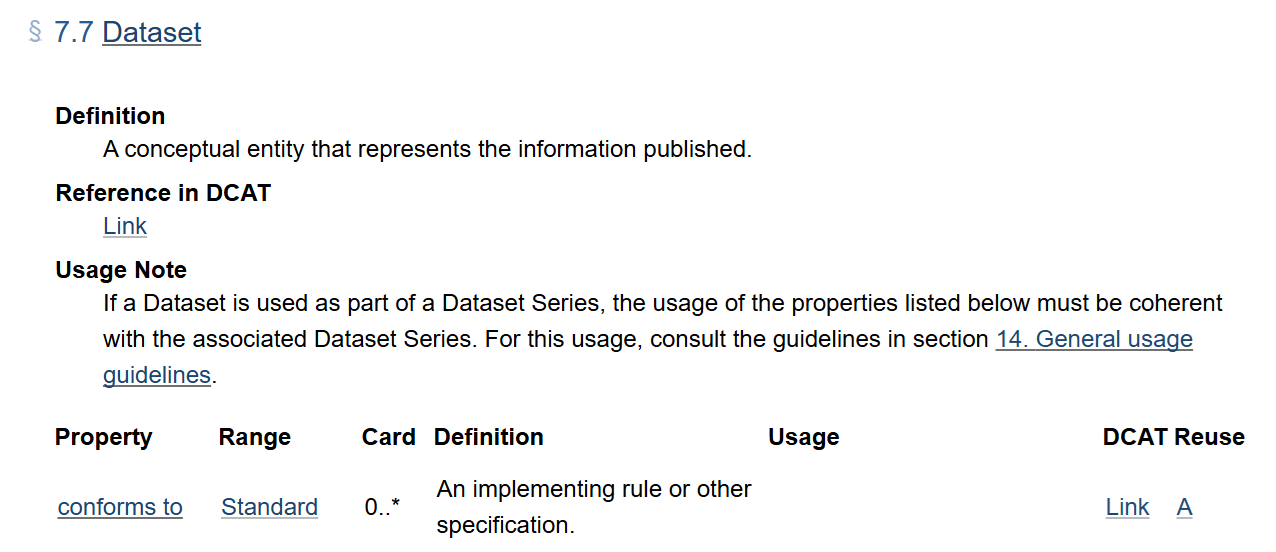 § 7.7 Dataset
Definition
A conceptual entity that represents the information published.
Reference in DCAT
Link
Usage Note
If a Dataset is used as part of a Dataset Series, the usage of the properties listed below must be coherent
with the associated Dataset Series. For this usage, consult the guidelines in section 14. General usage
guidelines.
Property Range Card Definition Usage DCAT Reuse
conforms to Standard 0..* An implementing rule or other specification. Link A